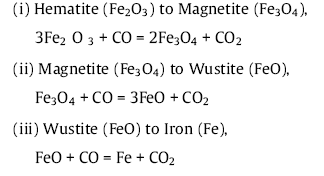 (i) Hematite (Fe₂O₃) to Magnetite (Fe₃O₄),
3Fe₂ O ₃ + CO = 2Fe₃O₄ + CO₂
(ii) Magnetite (Fe₃O₄) to Wustite (FeO),
Fe₃O₄ + CO = 3FeO + CO₂
(iii) Wustite (FeO) to Iron (Fe),
FeO + CO = Fe + CO₂